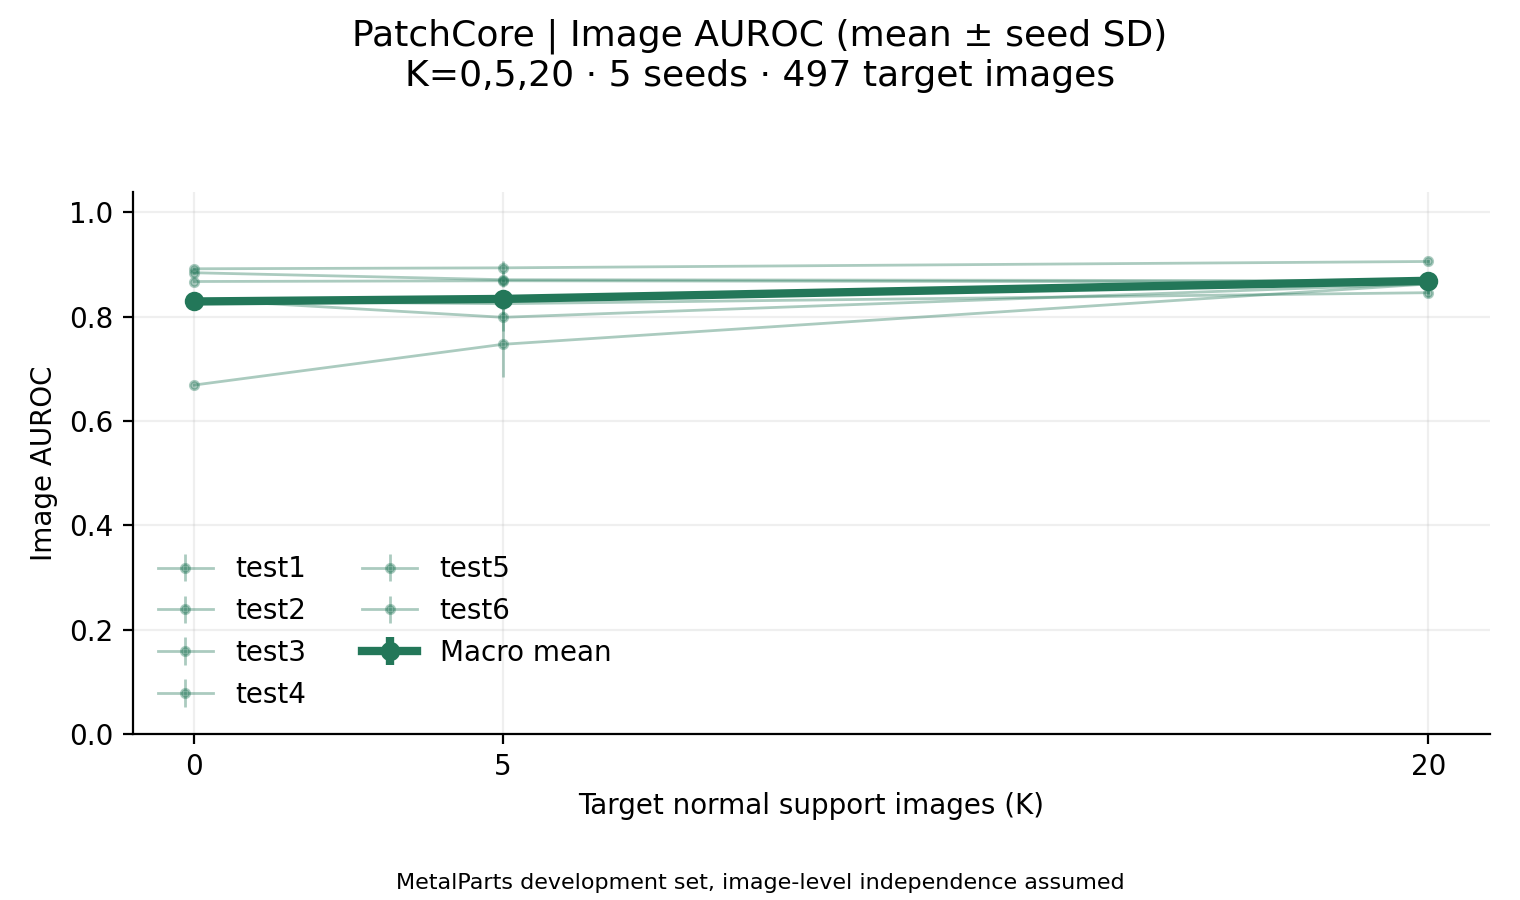 PatchCore | Image AUROC (mean ± seed SD)
K=0,5,20 · 5 seeds · 497 target images
Image AUROC
1.0
0.8
0.6
0.4
0.2
0.0
test1
test2
test3
test4
test5
test6
Macro mean
0
5
20
Target normal support images (K)
MetalParts development set, image-level independence assumed